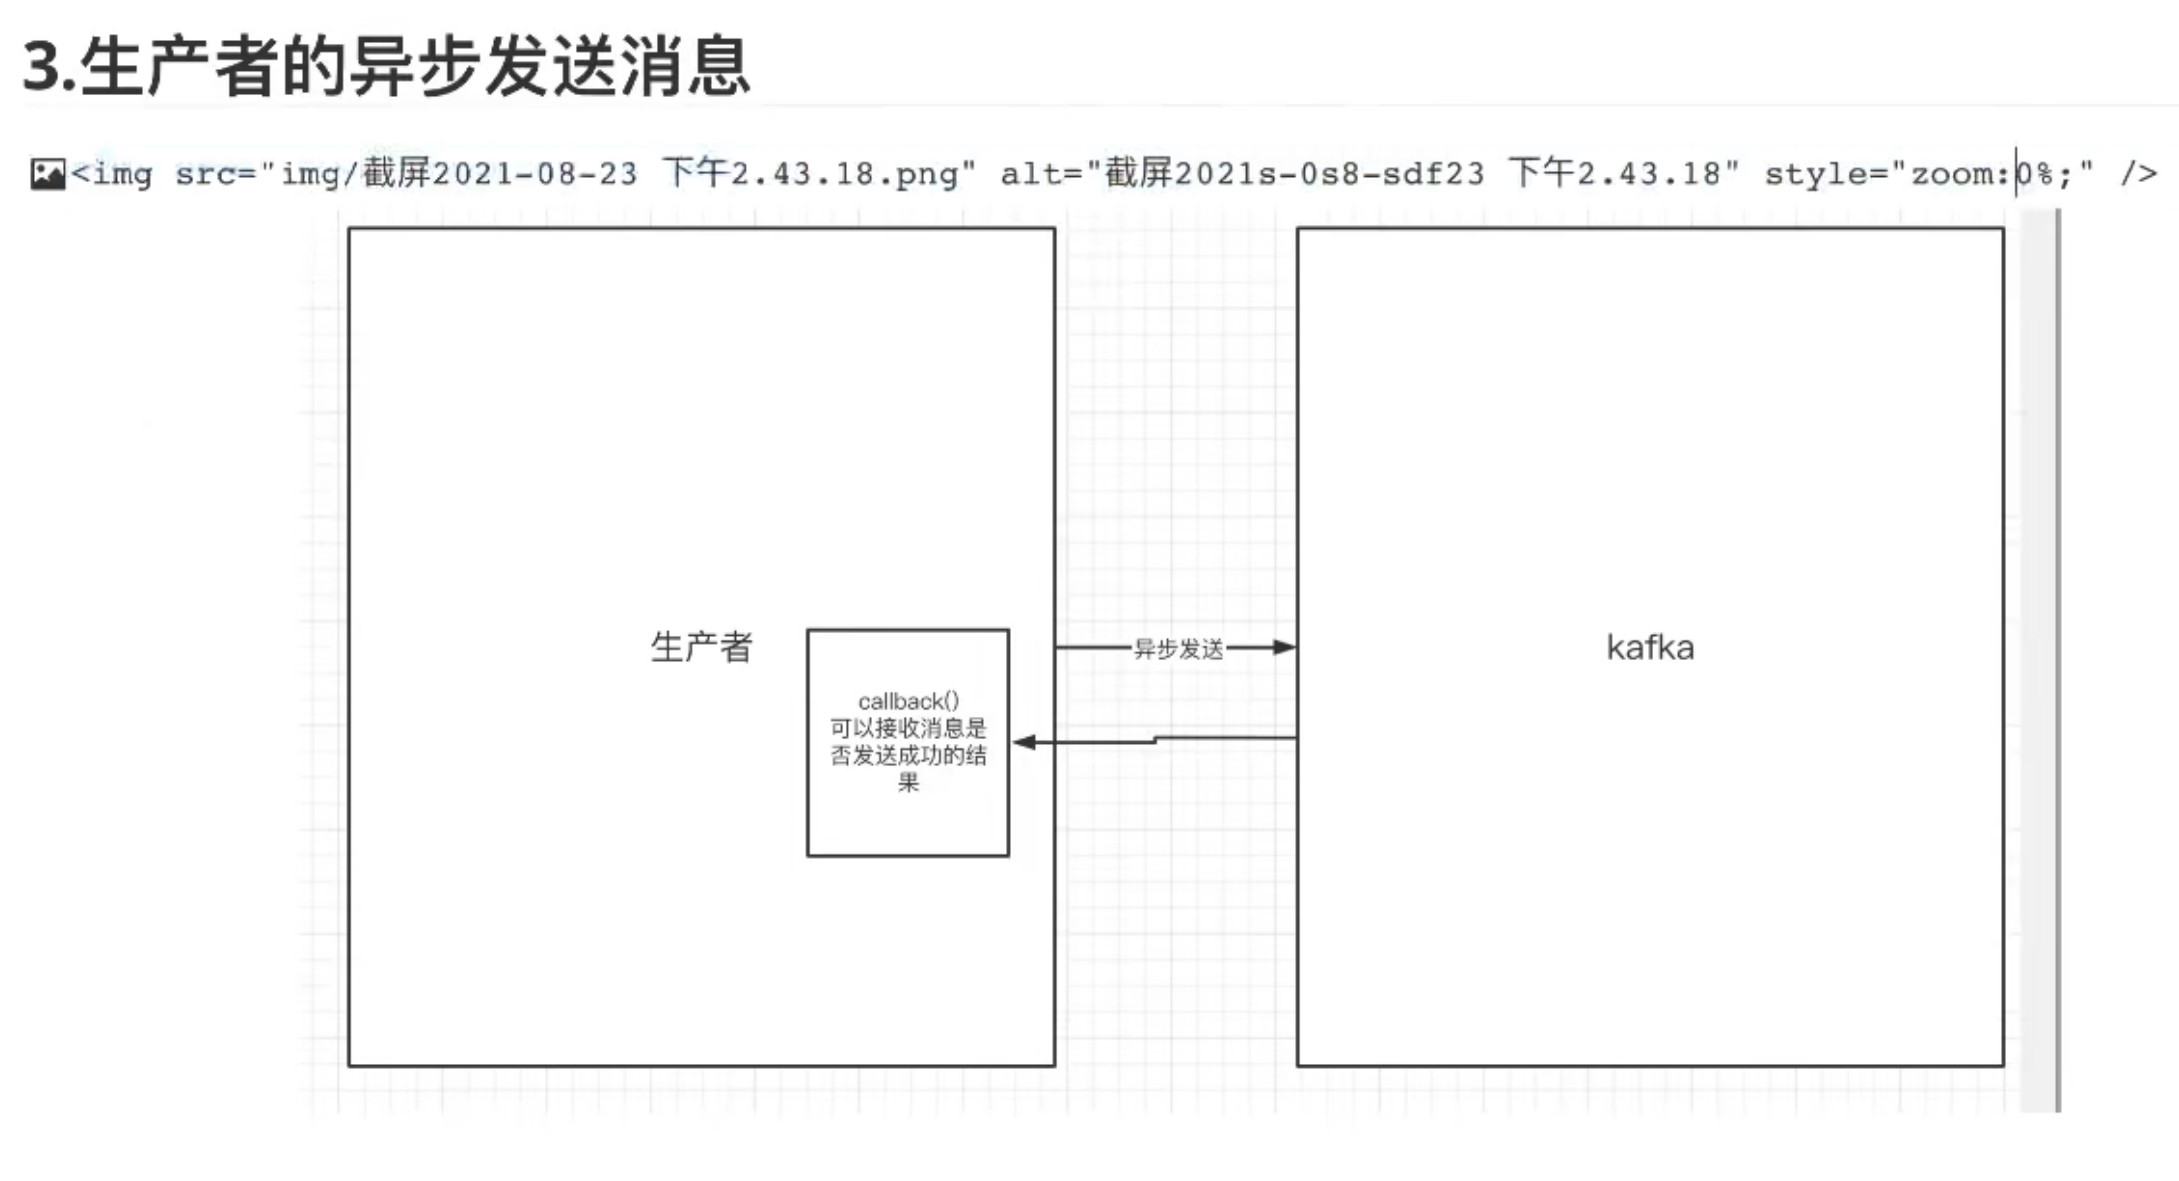 3.生产者的异步发送消息
<img src="img/截屏2021-08-23 下午2.43.18.png" alt="截屏2021s-0s8-sdf23 下午2.43.18" style="zoom:0%;" />
生产者
callback()
可以接收消息是
否发送成功的结
果
异步发送
kafka